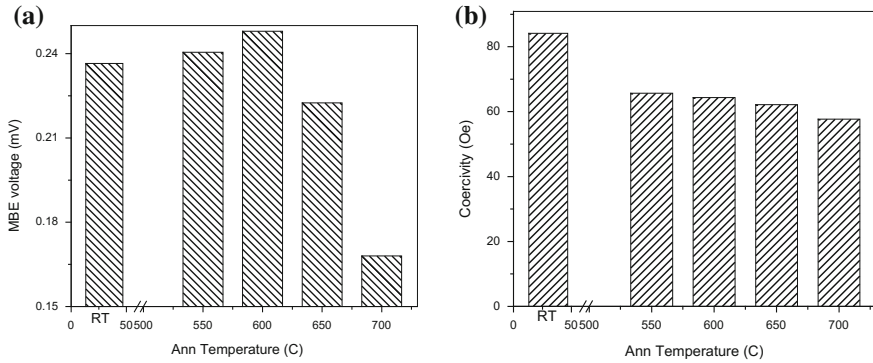 (a)
0.24
0.21
0.18
0.15
MBE voltage (mV)
0 RT 50 500 550 600 650 700
Ann Temperature (C)
(b)
80
60
40
20
0
Coercivity (Oe)
0 RT 50 500 550 600 650 700
Ann Temperature (C)